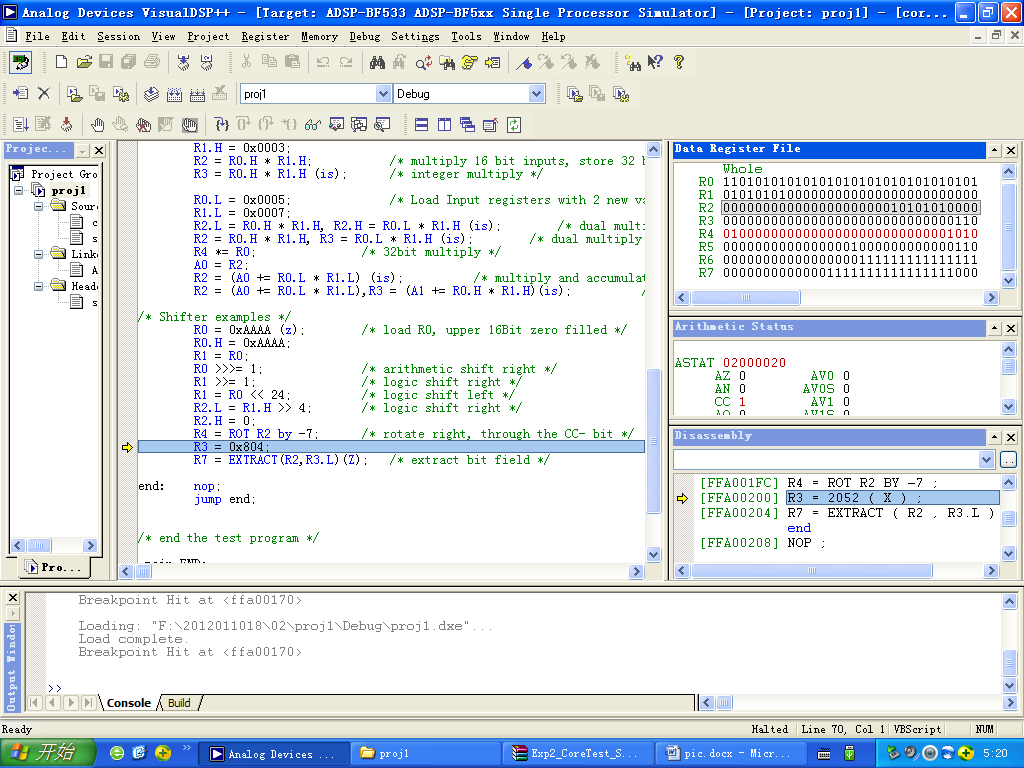 Analog Devices VisualDSP++ - [Target: ADSP-BF533 ADSP-BF5xx Single Processor Simulator] - [Project: proj1] - [cor...
File Edit Session View Project Register Memory Debug Settings Tools Window Help
proj1 Debug
Projec...
Project Gro
proj1
Sour
c
s
Link
A
Head
s
Pro...
R1.H = 0x0003;
R2 = R0.H * R1.H; /* multiply 16 bit inputs, store 32 b
R3 = R0.H * R1.H (is); /* integer multiply */
R0.L = 0x0005; /* Load Input registers with 2 new va
R1.L = 0x0007;
R2.L = R0.H * R1.H, R2.H = R0.L * R1.H (is); /* dual multi
R2 = R0.H * R1.H, R3 = R0.L * R1.H (is); /* dual multiply
R4 *= R0; /* 32bit multiply */
A0 = R2;
R2 = (A0 += R0.L * R1.L) (is); /* multiply and accumulat
R2 = (A0 += R0.L * R1.L),R3 = (A1 += R0.H * R1.H)(is); /
/* Shifter examples */
R0 = 0xAAAA (z); /* load R0, upper 16Bit zero filled */
R0.H = 0xAAAA;
R1 = R0;
R0 >>>= 1; /* arithmetic shift right */
R1 >>= 1; /* logic shift right */
R1 = R0 << 24; /* logic shift left */
R2.L = R1.H >> 4; /* logic shift right */
R2.H = 0;
R4 = ROT R2 by -7; /* rotate right, through the CC- bit */
R3 = 0x804;
R7 = EXTRACT(R2,R3.L)(Z); /* extract bit field */
end: nop;
jump end;
/* end the test program */
Data Register File
Whole
R0 11010101010101010101010101010101
R1 01010101000000000000000000000000
R2 00000000000000000000010101010000
R3 00000000000000000000000000000110
R4 01000000000000000000000000001010
R5 00000000000000010000000000000110
R6 00000000000000000111111111111111
R7 00000000000001111111111111111000
Arithmetic Status
ASTAT 02000020
AZ 0 AV0 0
AN 0 AV0S 0
CC 1 AV1 0
AQ 0 AV1S 0
Disassembly
[FFA001FC] R4 = ROT R2 BY -7 ;
[FFA00200] R3 = 2052 ( X ) ;
[FFA00204] R7 = EXTRACT ( R2 , R3.L )
end
[FFA00208] NOP ;
Output Window
Breakpoint Hit at <ffa00170>
Loading: "F:\2012011018\02\proj1\Debug\proj1.dxe"...
Load complete.
Breakpoint Hit at <ffa00170>
>>
Console Build
Ready Halted Line 70, Col 1 VBScript NUM
开始 Analog Devices ... proj1 Exp2_CoreTest_S... pic.docx - Micr... 5:20